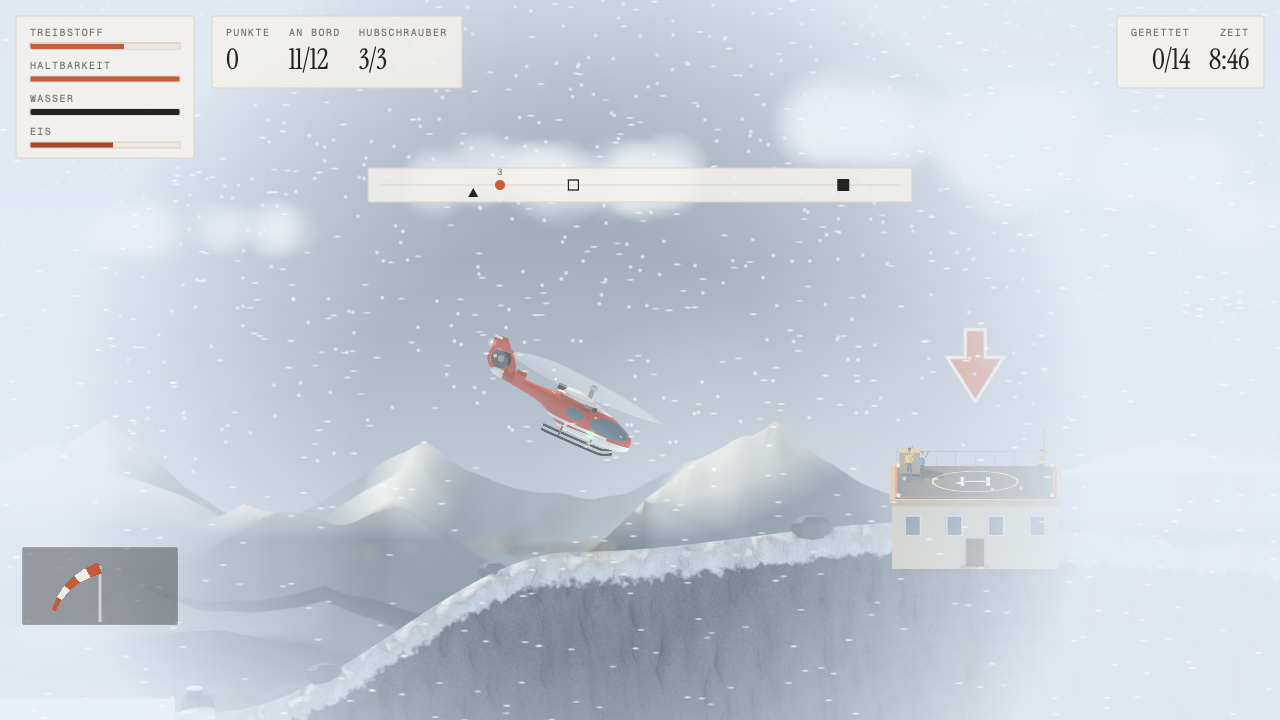 TREIBSTOFF
HALTBARKEIT
WASSER
EIS
PUNKTE AN BORD HUBSCHRAUBER
0 11/12 3/3
3
GERETTET ZEIT
0/14 8:46